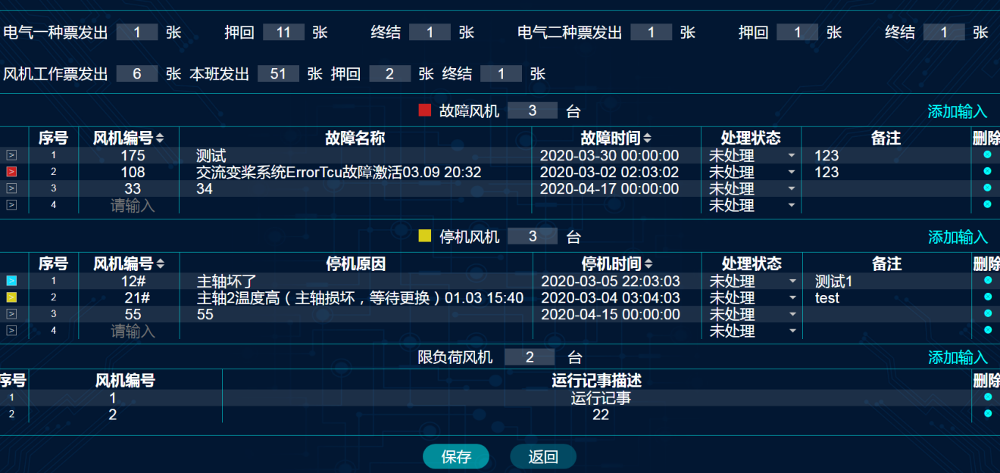 电气一种票发出 1 张 押回 11 张 终结 1 张 电气二种票发出 1 张 押回 1 张 终结 1 张
风机工作票发出 6 张 本班发出 51 张 押回 2 张 终结 1 张
故障风机 3 台 添加输入
序号 风机编号 故障名称 故障时间 处理状态 备注 删除
> 1 175 测试 2020-03-30 00:00:00 未处理 123
> 2 108 交流变桨系统ErrorTcu故障激活03.09 20:32 2020-03-02 02:03:02 未处理 123
> 3 33 34 2020-04-17 00:00:00 未处理
> 4 请输入 未处理
停机风机 3 台 添加输入
序号 风机编号 停机原因 停机时间 处理状态 备注 删除
> 1 12# 主轴坏了 2020-03-05 22:03:03 未处理 测试1
> 2 21# 主轴2温度高（主轴损坏，等待更换）01.03 15:40 2020-03-04 03:04:03 未处理 test
> 3 55 55 2020-04-15 00:00:00 未处理
> 4 请输入 未处理
限负荷风机 2 台 添加输入
序号 风机编号 运行记事描述 删除
1 1 运行记事
2 2 22
保存 返回